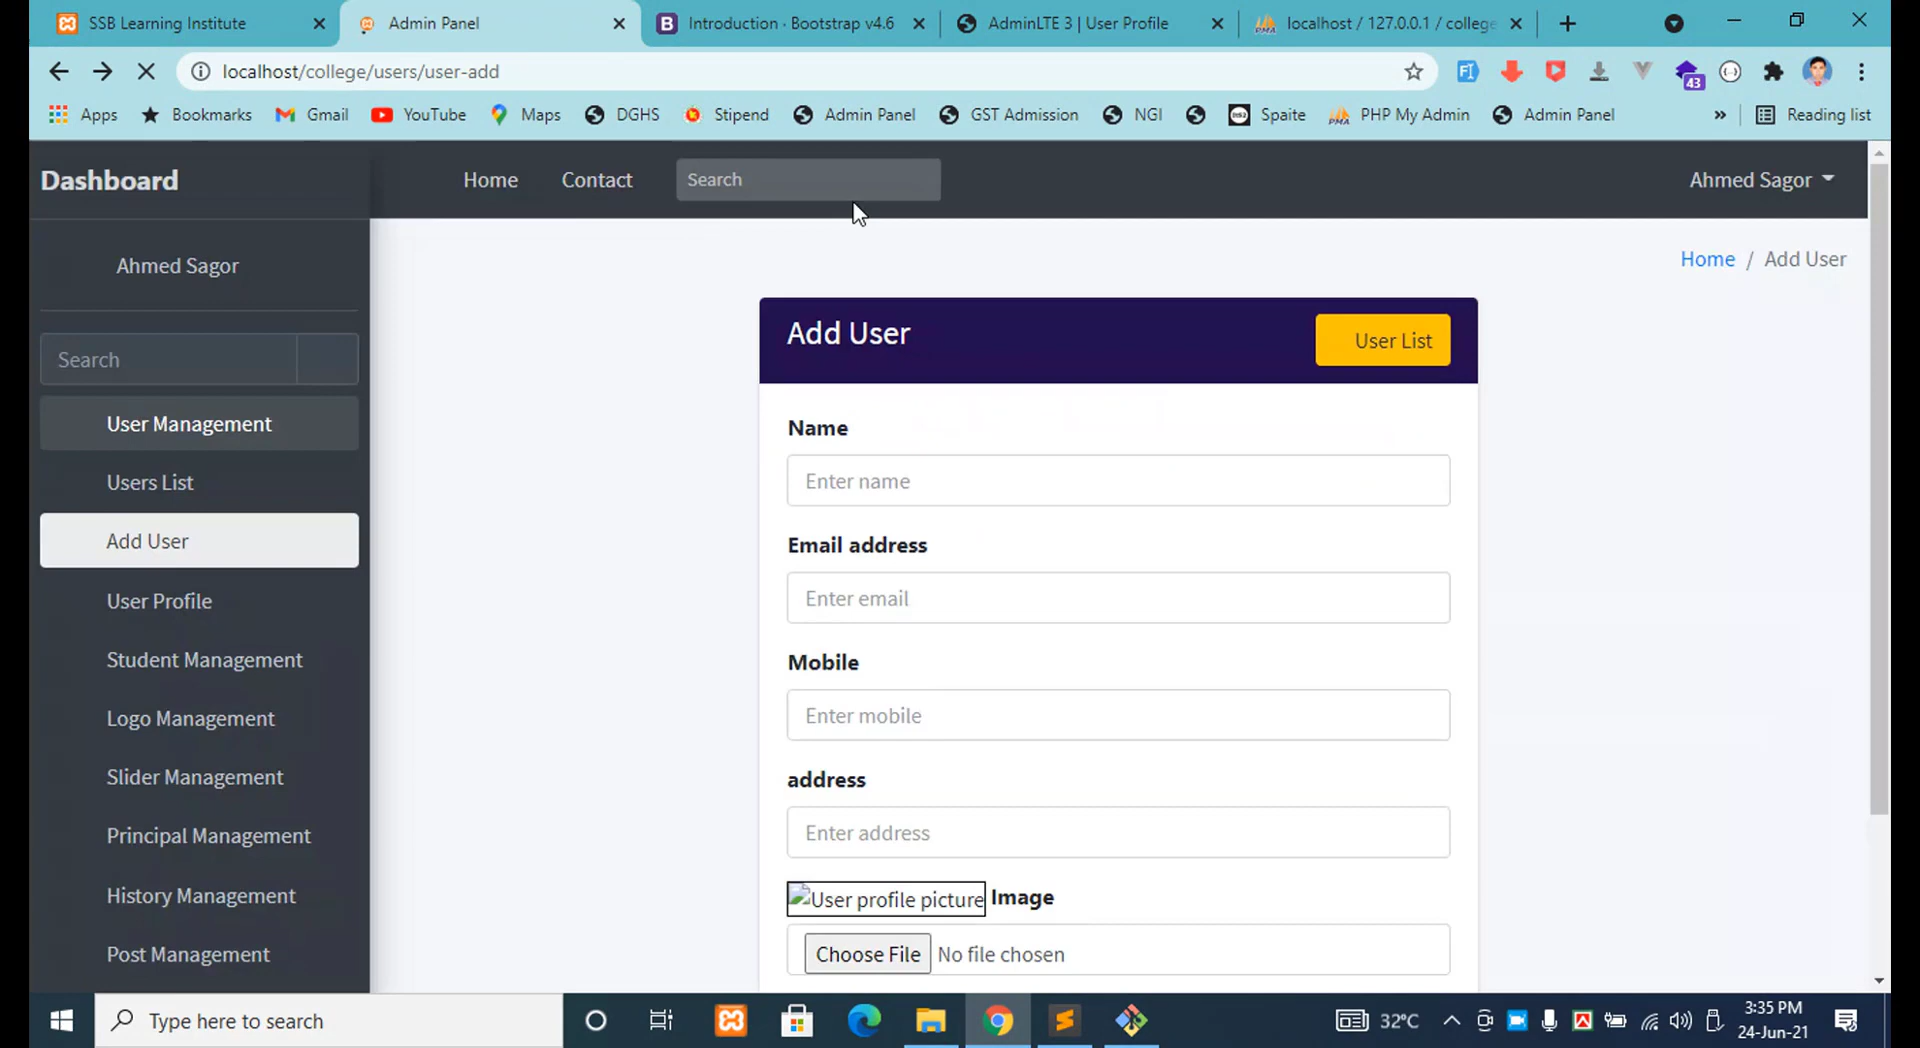 SSB Learning Institute
Admin Panel
Introduction · Bootstrap v4.6
AdminLTE 3 | User Profile
localhost / 127.0.0.1 / college
localhost/college/users/user-add
43
Apps
Bookmarks
Gmail
YouTube
Maps
DGHS
Stipend
Admin Panel
GST Admission
NGI
Spaite
PHP My Admin
Admin Panel
»
Reading list
Dashboard
Home
Contact
Search
Ahmed Sagor
Ahmed Sagor
Home / Add User
Search
User Management
Users List
Add User
User Profile
Student Management
Logo Management
Slider Management
Principal Management
History Management
Post Management
Add User
User List
Name
Enter name
Email address
Enter email
Mobile
Enter mobile
address
Enter address
User profile picture Image
Choose File No file chosen
Type here to search
32°C
3:35 PM
24-Jun-21